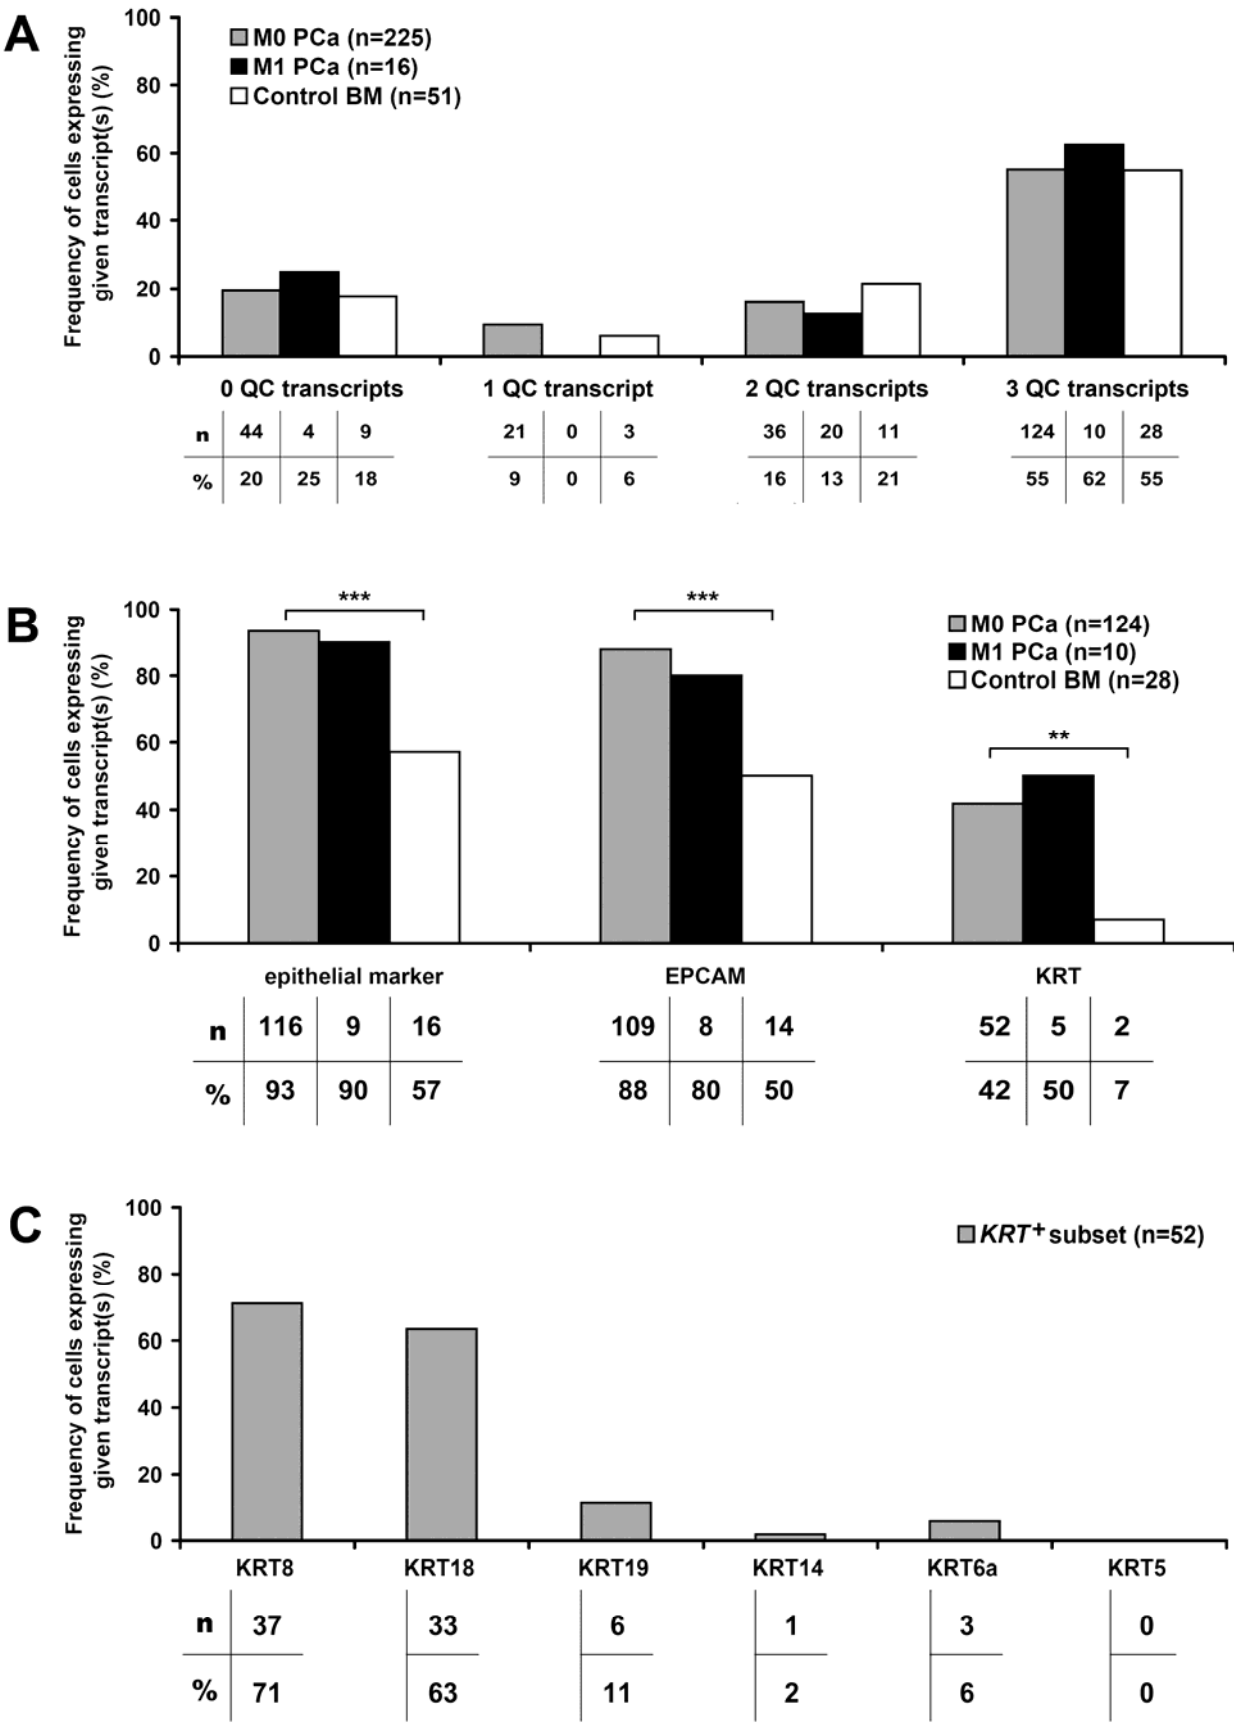 A
Frequency of cells expressing
given transcript(s) (%)
100
80
60
40
20
0
M0 PCa (n=225)
M1 PCa (n=16)
Control BM (n=51)
0 QC transcripts
1 QC transcript
2 QC transcripts
3 QC transcripts
n 44 4 9 21 0 3 36 20 11 124 10 28
% 20 25 18 9 0 6 16 13 21 55 62 55
B
Frequency of cells expressing
given transcript(s) (%)
100
80
60
40
20
0
***
***
**
M0 PCa (n=124)
M1 PCa (n=10)
Control BM (n=28)
epithelial marker
EPCAM
KRT
n 116 9 16 109 8 14 52 5 2
% 93 90 57 88 80 50 42 50 7
C
Frequency of cells expressing
given transcript(s) (%)
100
80
60
40
20
0
KRT+ subset (n=52)
KRT8
KRT18
KRT19
KRT14
KRT6a
KRT5
n 37 33 6 1 3 0
% 71 63 11 2 6 0